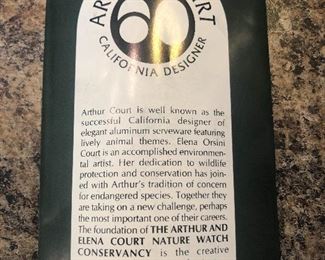 60
CALIFORNIA DESIGNER
Arthur Court is well known as the
successful California designer of
elegant aluminum serveware featuring
lively animal themes. Elena Orsini
Court is an accomplished environmen-
tal artist. Her dedication to wildlife
protection and conservation has join-
ed with Arthur's tradition of concern
for endangered species. Together they
are taking on a new challenge, perhaps
the most important one of their careers.
The foundation of THE ARTHUR AND
ELENA COURT NATURE WATCH
CONSERVANCY is the creative